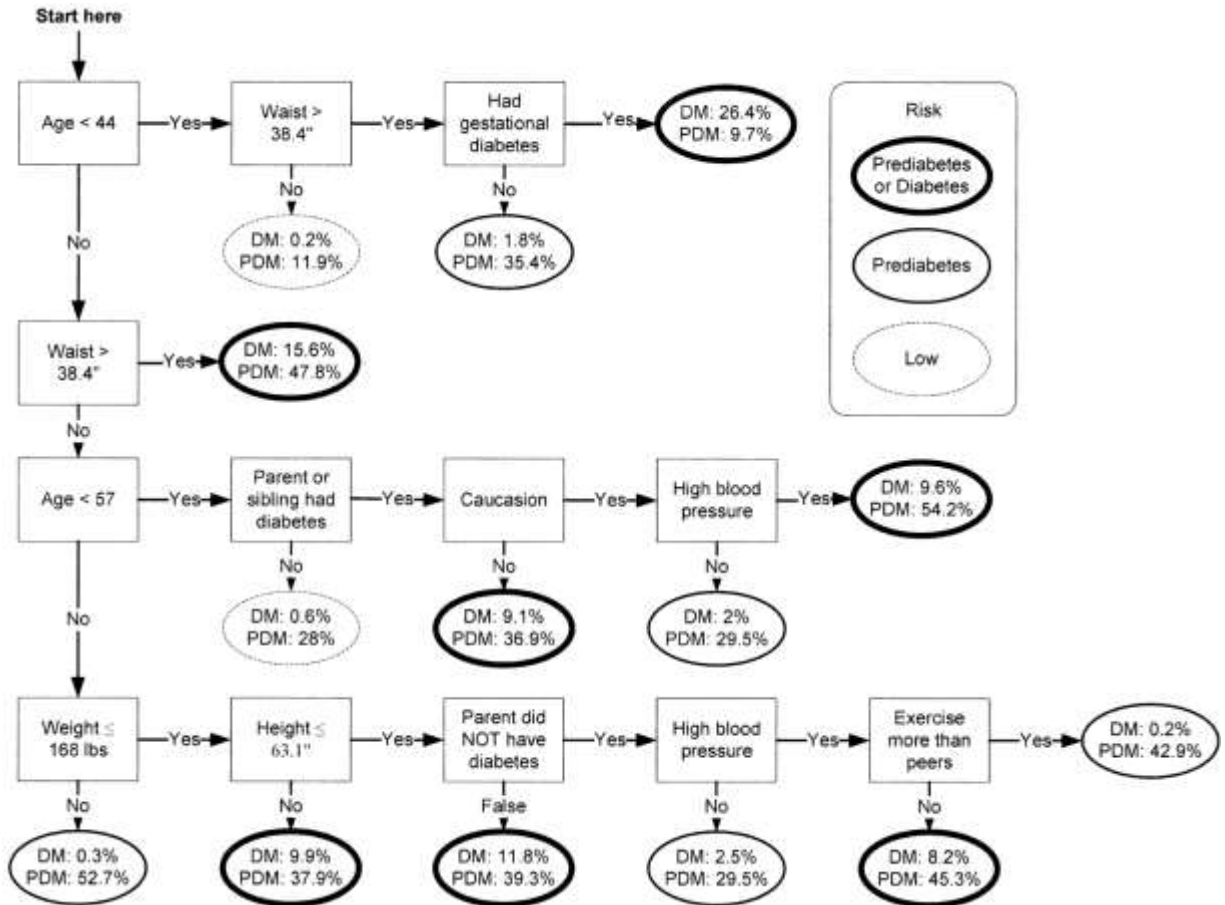 Start here
Age < 44
Yes
Waist >
38.4"
Yes
Had
gestational
diabetes
Yes
DM: 26.4%
PDM: 9.7%
No
DM: 0.2%
PDM: 11.9%
No
DM: 1.8%
PDM: 35.4%
No
Risk
Prediabetes
or Diabetes
Prediabetes
Low
Waist >
38.4"
Yes
DM: 15.6%
PDM: 47.8%
No
Age < 57
Yes
Parent or
sibling had
diabetes
Yes
Caucasion
Yes
High blood
pressure
Yes
DM: 9.6%
PDM: 54.2%
No
DM: 0.6%
PDM: 28%
No
DM: 9.1%
PDM: 36.9%
No
DM: 2%
PDM: 29.5%
No
Weight ≤
168 lbs
Yes
Height ≤
63.1"
Yes
Parent did
NOT have
diabetes
Yes
High blood
pressure
Yes
Exercise
more than
peers
Yes
DM: 0.2%
PDM: 42.9%
No
DM: 0.3%
PDM: 52.7%
No
DM: 9.9%
PDM: 37.9%
False
DM: 11.8%
PDM: 39.3%
No
DM: 2.5%
PDM: 29.5%
No
DM: 8.2%
PDM: 45.3%